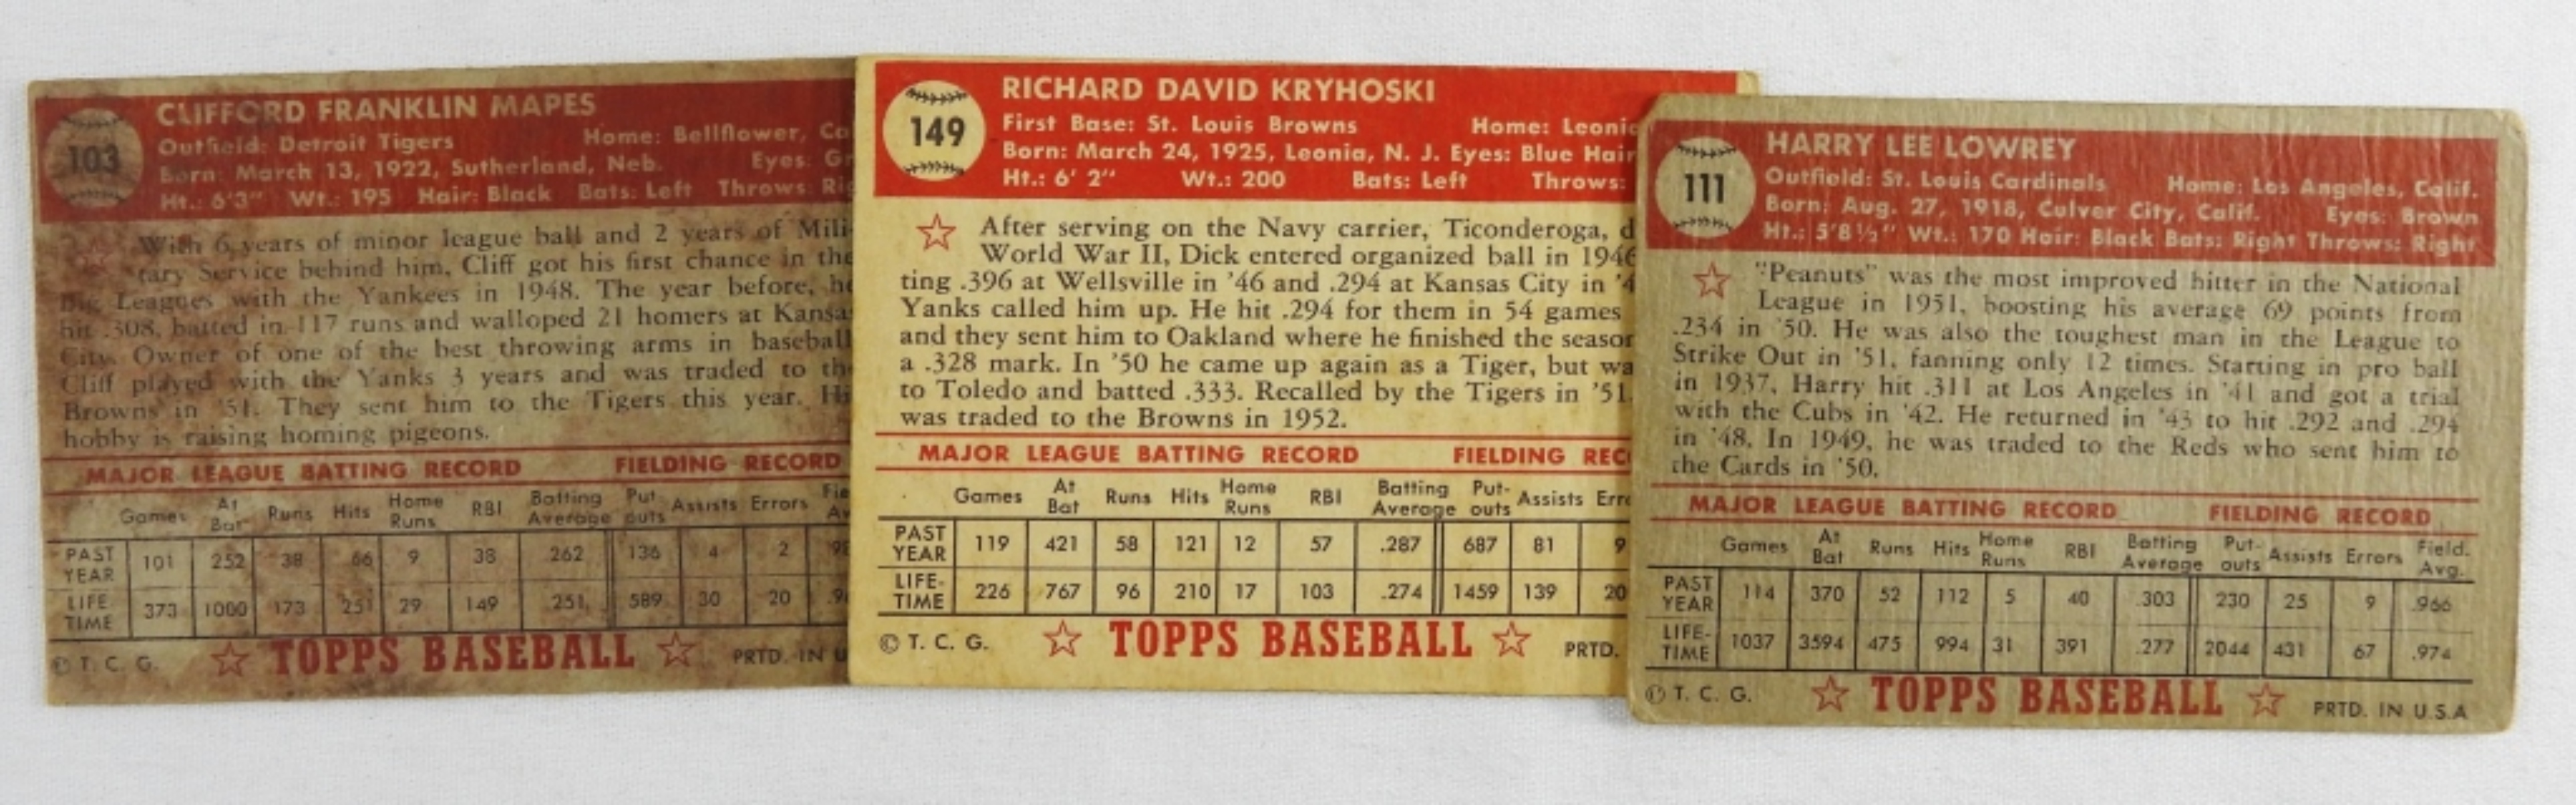 103
CLIFFORD FRANKLIN MAPES
Outfield: Detroit Tigers Home: Bellflower, Ca
Born: March 13, 1922, Sutherland, Neb. Eyes: Gr
Ht.: 6'3" Wt.: 195 Hair: Black Bats: Left Throws: Rig
With 6 years of minor league ball and 2 years of Mili-
tary Service behind him, Cliff got his first chance in the
Big Leagues with the Yankees in 1948. The year before, he
hit .308, batted in 117 runs and walloped 21 homers at Kansa
City. Owner of one of the best throwing arms in baseball
Cliff played with the Yanks 3 years and was traded to th
Browns in '51. They sent him to the Tigers this year. Hi
hobby is raising homing pigeons.
MAJOR LEAGUE BATTING RECORD FIELDING RECORD
Games At Bat Runs Hits Home Runs RBI Batting Average Put-outs Assists Errors Fie Av
PAST YEAR 101 252 38 66 9 38 .262 136 4 2 .98
LIFE TIME 373 1000 173 251 29 149 .251 589 30 20 .9
© T. C. G. ☆ TOPPS BASEBALL ☆ PRTD. IN U
149
RICHARD DAVID KRYHOSKI
First Base: St. Louis Browns Home: Leonia
Born: March 24, 1925, Leonia, N. J. Eyes: Blue Hair
Ht.: 6' 2" Wt.: 200 Bats: Left Throws:
After serving on the Navy carrier, Ticonderoga, d
World War II, Dick entered organized ball in 1946
ting .396 at Wellsville in '46 and .294 at Kansas City in '4
Yanks called him up. He hit .294 for them in 54 games
and they sent him to Oakland where he finished the season
a .328 mark. In '50 he came up again as a Tiger, but wa
to Toledo and batted .333. Recalled by the Tigers in '51,
was traded to the Browns in 1952.
MAJOR LEAGUE BATTING RECORD FIELDING REC
Games At Bat Runs Hits Home Runs RBI Batting Average Put-outs Assists Erro
PAST YEAR 119 421 58 121 12 57 .287 687 81 9
LIFE-TIME 226 767 96 210 17 103 .274 1459 139 20
© T. C. G. ☆ TOPPS BASEBALL ☆ PRTD.
111
HARRY LEE LOWREY
Outfield: St. Louis Cardinals Home: Los Angeles, Calif.
Born: Aug. 27, 1918, Culver City, Calif. Eyes: Brown
Ht.: 5'8½" Wt.: 170 Hair: Black Bats: Right Throws: Right
"Peanuts" was the most improved hitter in the National
League in 1951, boosting his average 69 points from
.234 in '50. He was also the toughest man in the League to
Strike Out in '51, fanning only 12 times. Starting in pro ball
in 1937, Harry hit .311 at Los Angeles in '41 and got a trial
with the Cubs in '42. He returned in '43 to hit .292 and .294
in '48. In 1949, he was traded to the Reds who sent him to
the Cards in '50.
MAJOR LEAGUE BATTING RECORD FIELDING RECORD
Games At Bat Runs Hits Home Runs RBI Batting Average Put-outs Assists Errors Field. Avg.
PAST YEAR 114 370 52 112 5 40 .303 230 25 9 .966
LIFE-TIME 1037 3594 475 994 31 391 .277 2044 431 67 .974
© T. C. G. ☆ TOPPS BASEBALL ☆ PRTD. IN U.S.A